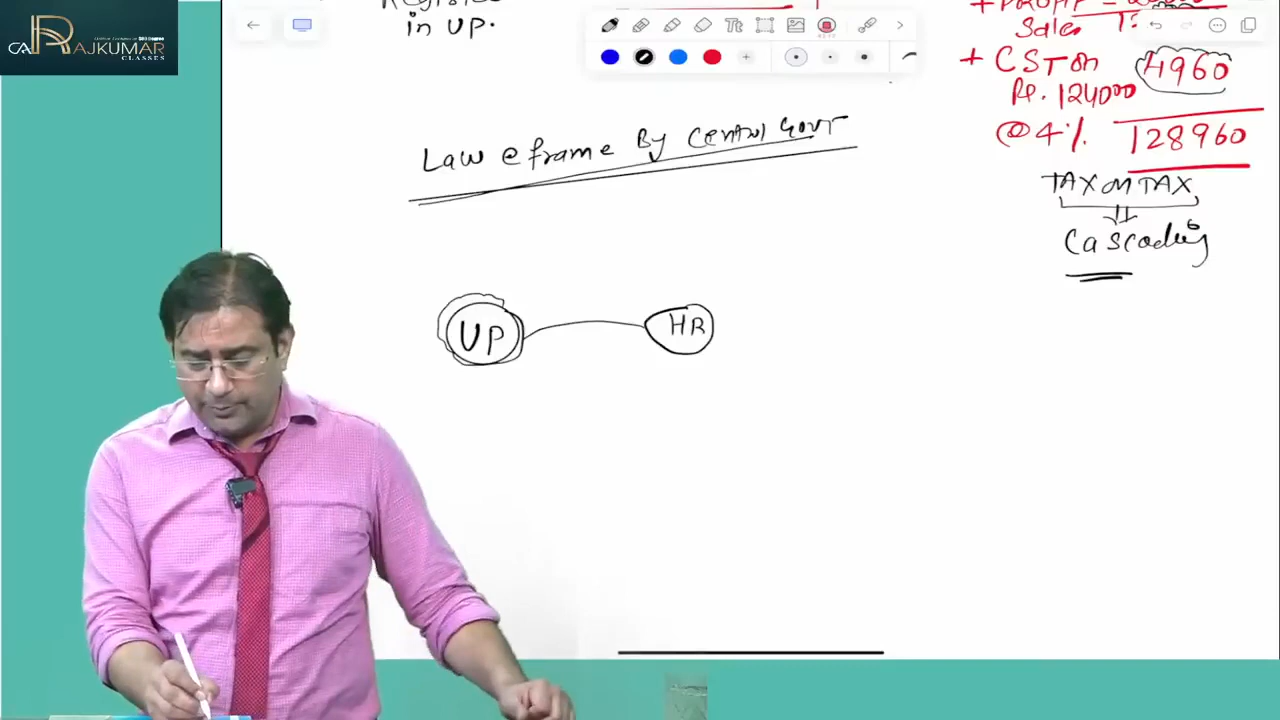 CA RAJKUMAR
CLASSES
in UP.
Law e frame By Central Govt
UP
HR
Sales
+ CST on 4960
Rs. 124000
@ 4%. 128960
TAX on TAX
Cascading